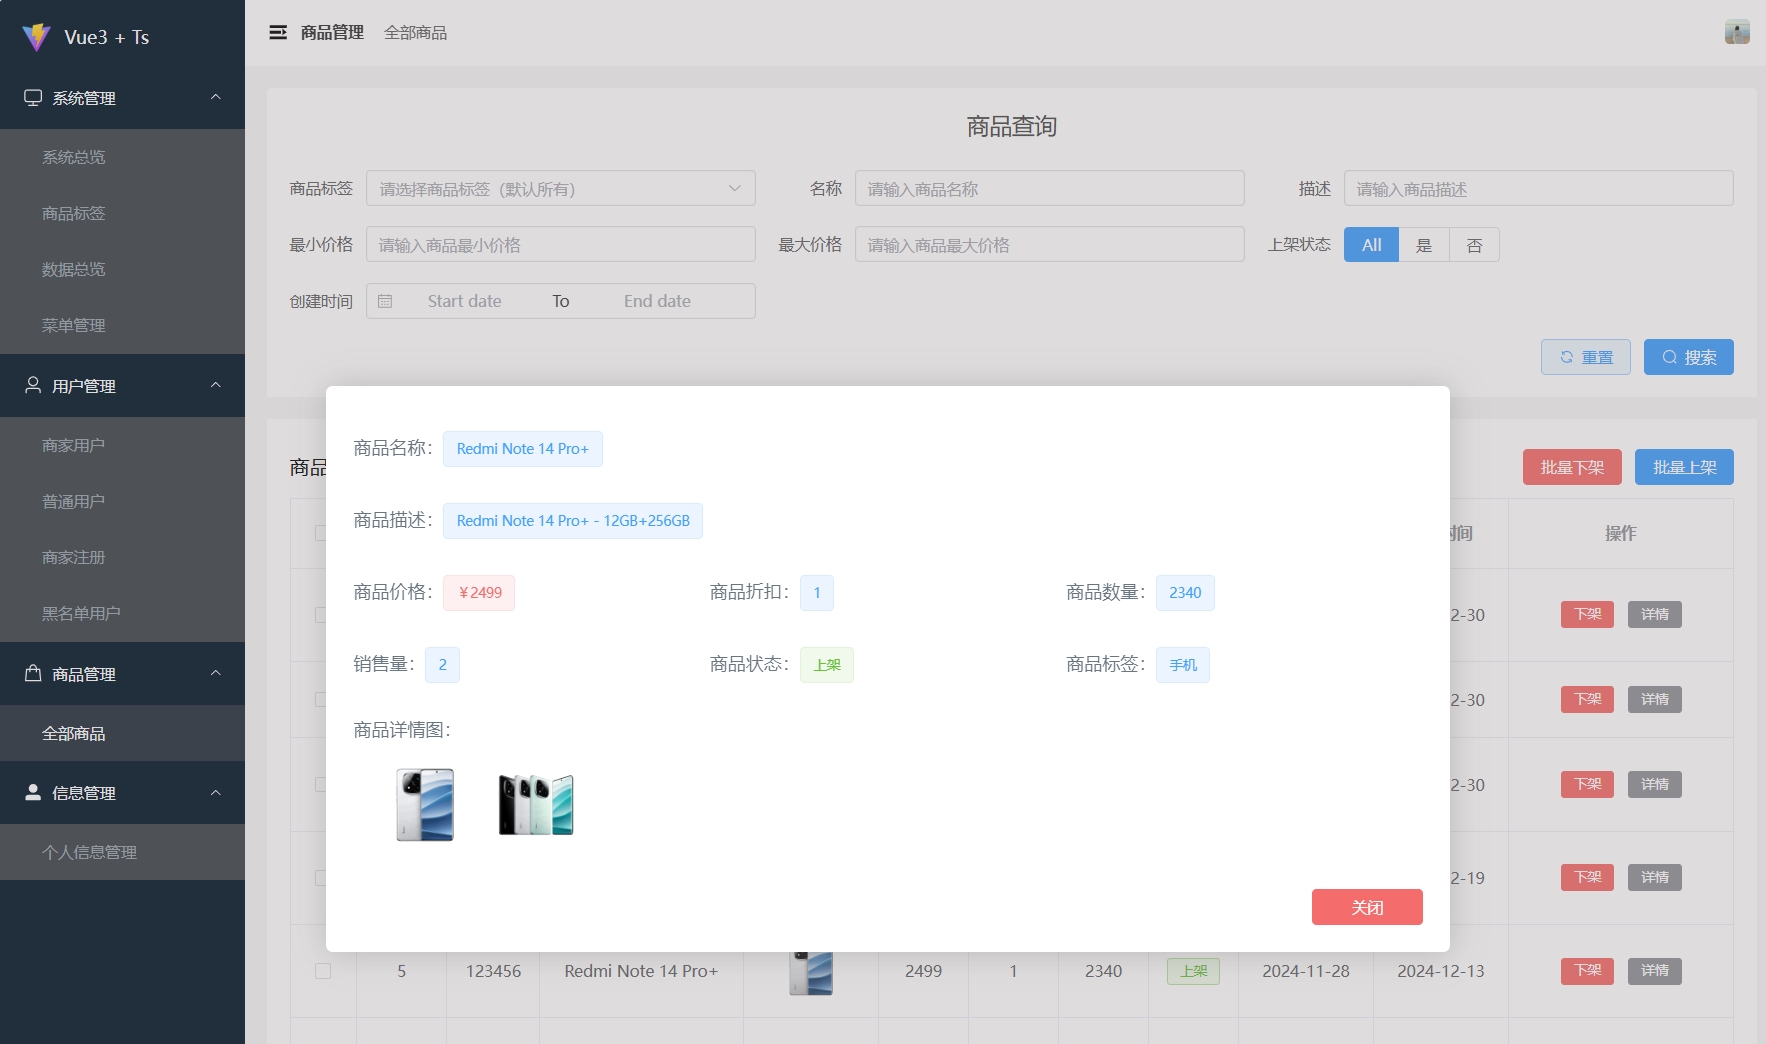 Vue3 + Ts
系统管理
系统总览
商品标签
数据总览
菜单管理
用户管理
商家用户
普通用户
商家注册
黑名单用户
商品管理
全部商品
信息管理
个人信息管理
商品管理 全部商品
商品查询
商品标签 请选择商品标签（默认所有） 名称 请输入商品名称 描述 请输入商品描述
最小价格 请输入商品最小价格 最大价格 请输入商品最大价格 上架状态 All 是 否
创建时间 Start date To End date
重置 搜索
商品 批量下架 批量上架
时间 操作
商品名称： Redmi Note 14 Pro+
商品描述： Redmi Note 14 Pro+ - 12GB+256GB
商品价格： ￥2499 商品折扣： 1 商品数量： 2340
销售量： 2 商品状态： 上架 商品标签： 手机
商品详情图：
关闭
2-30 下架 详情
2-30 下架 详情
2-30 下架 详情
2-19 下架 详情
5 123456 Redmi Note 14 Pro+ 2499 1 2340 上架 2024-11-28 2024-12-13 下架 详情